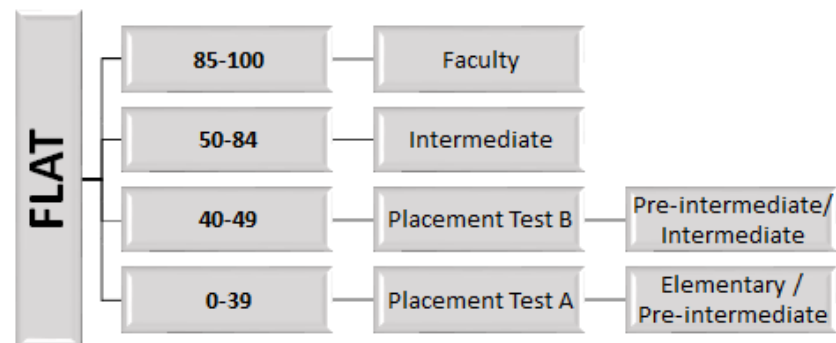 FLAT
85-100
Faculty
50-84
Intermediate
40-49
Placement Test B
Pre-intermediate/
Intermediate
0-39
Placement Test A
Elementary /
Pre-intermediate